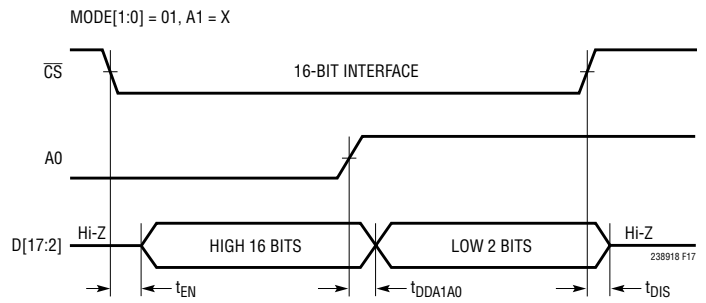 MODE[1:0] = 01, A1 = X
CS
16-BIT INTERFACE
A0
D[17:2]
Hi-Z
HIGH 16 BITS
LOW 2 BITS
Hi-Z
238918 F17
tEN
tDDA1A0
tDIS